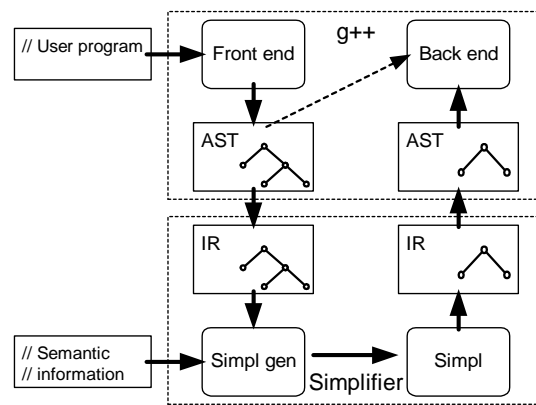 // User program
Front end
g++
Back end
AST
AST
IR
IR
// Semantic
// information
Simpl gen
Simplifier
Simpl